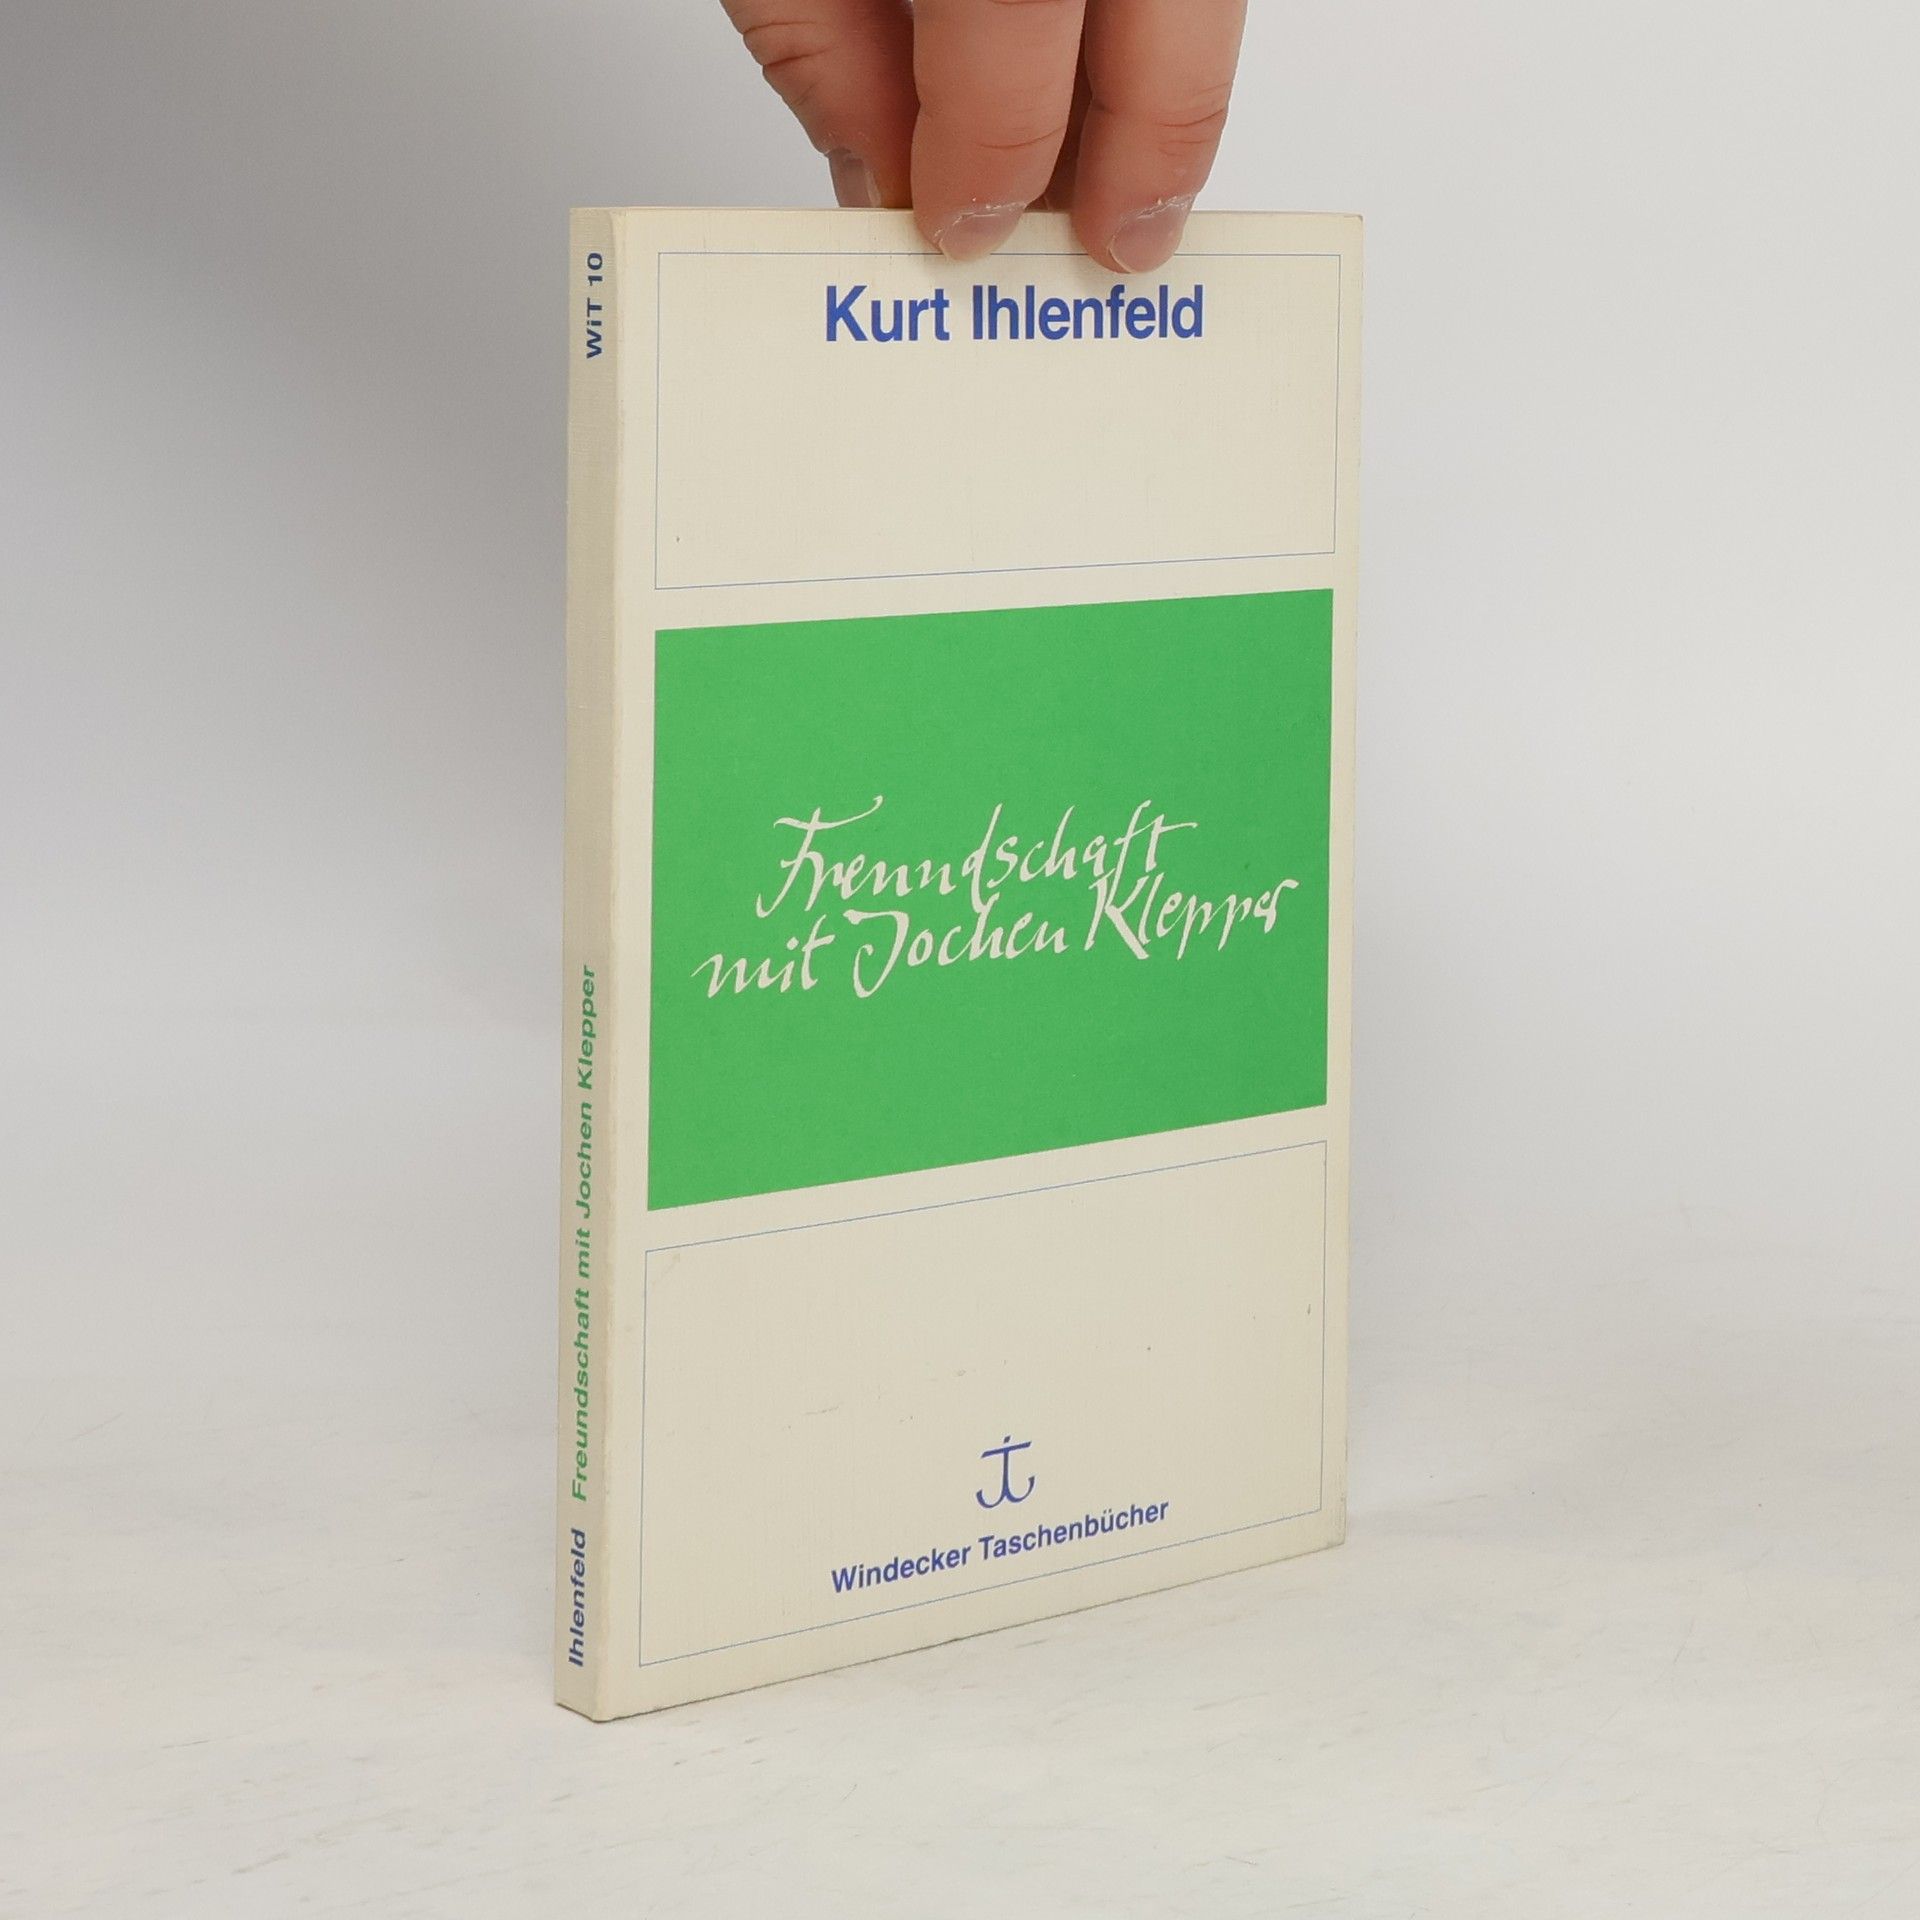 Kurt Ihlenfeld
Freundschaft
mit Jochen Klepper
Windecker Taschenbücher
WiT 10
Ihlenfeld Freundschaft mit Jochen Klepper